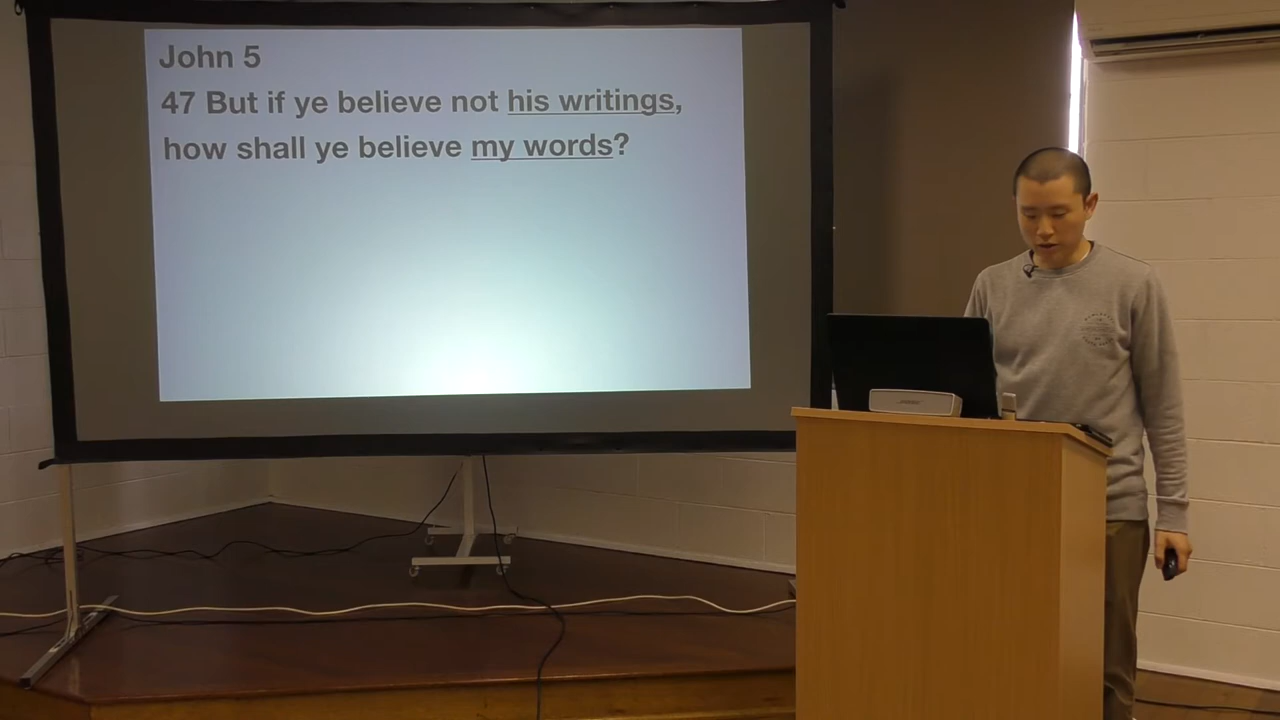 John 5
47 But if ye believe not his writings,
how shall ye believe my words?